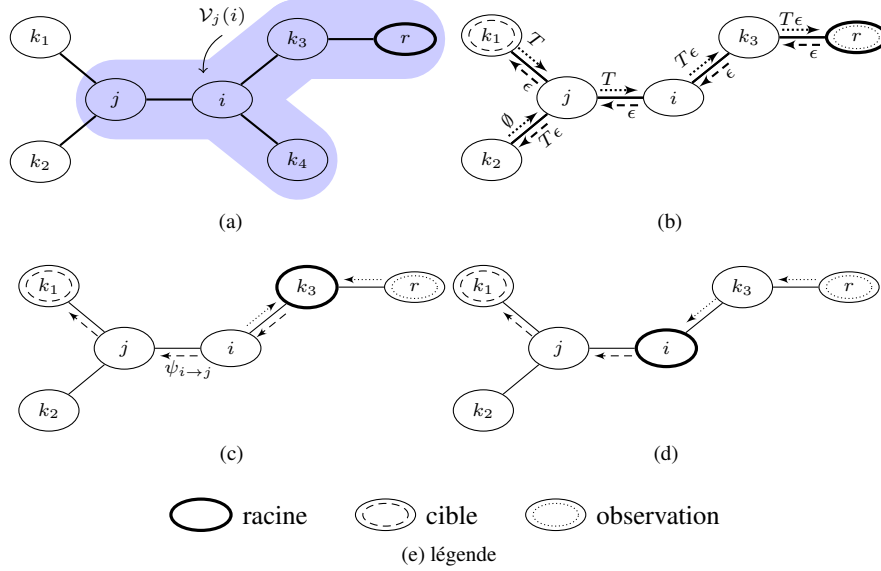 𝒱ⱼ(i)
k₁ k₃ r
j i
k₂ k₄
(a)
k₁ T ϵ
k₃ Tϵ ϵ r
Tϵ ϵ
j T ϵ i
∅ Tϵ
k₂
(b)
k₁ k₃ r
j i
ψᵢ→ⱼ
k₂
(c)
k₁ k₃ r
j i
k₂
(d)
racine cible observation
(e) légende